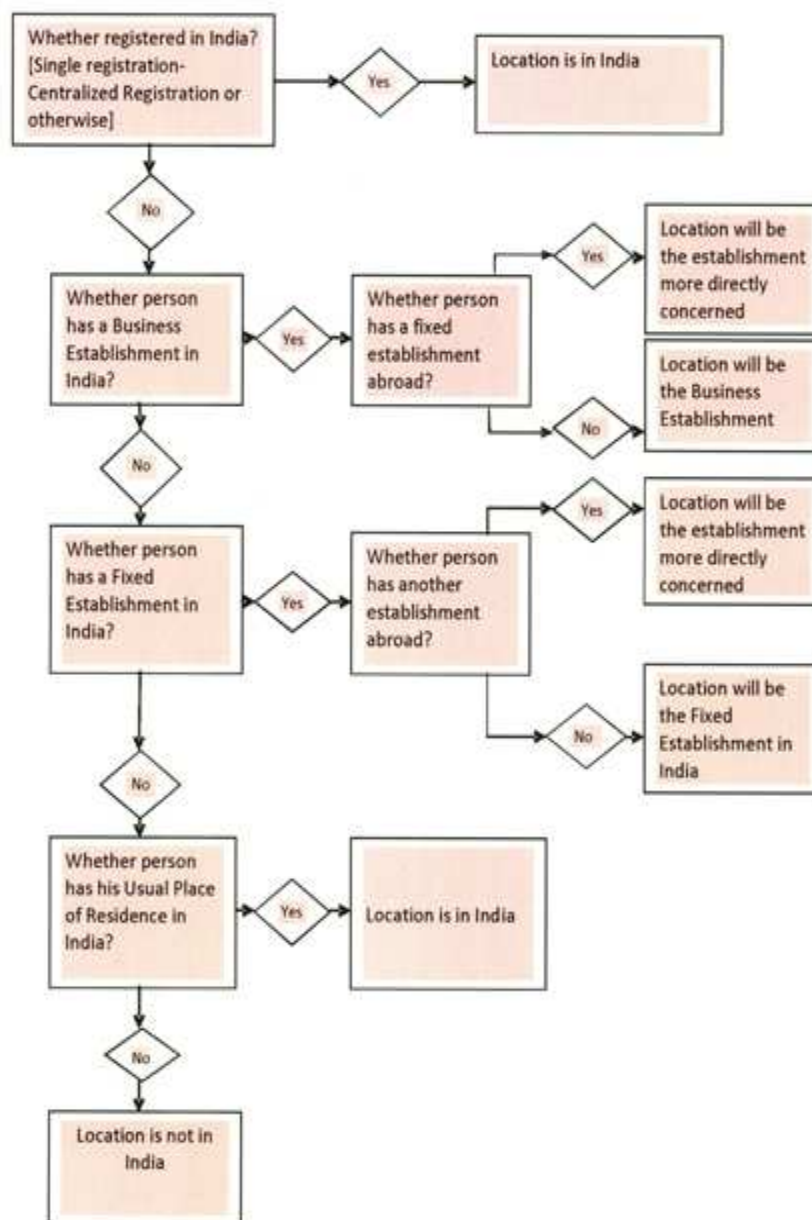 Whether registered in India?
[Single registration-
Centralized Registration or
otherwise]
Yes
Location is in India
No
Whether person
has a Business
Establishment in
India?
Yes
Whether person
has a fixed
establishment
abroad?
Yes
Location will be
the establishment
more directly
concerned
No
Location will be
the Business
Establishment
No
Whether person
has a Fixed
Establishment in
India?
Yes
Whether person
has another
establishment
abroad?
Yes
Location will be
the establishment
more directly
concerned
No
Location will be
the Fixed
Establishment in
India
No
Whether person
has his Usual Place
of Residence in
India?
Yes
Location is in India
No
Location is not in
India